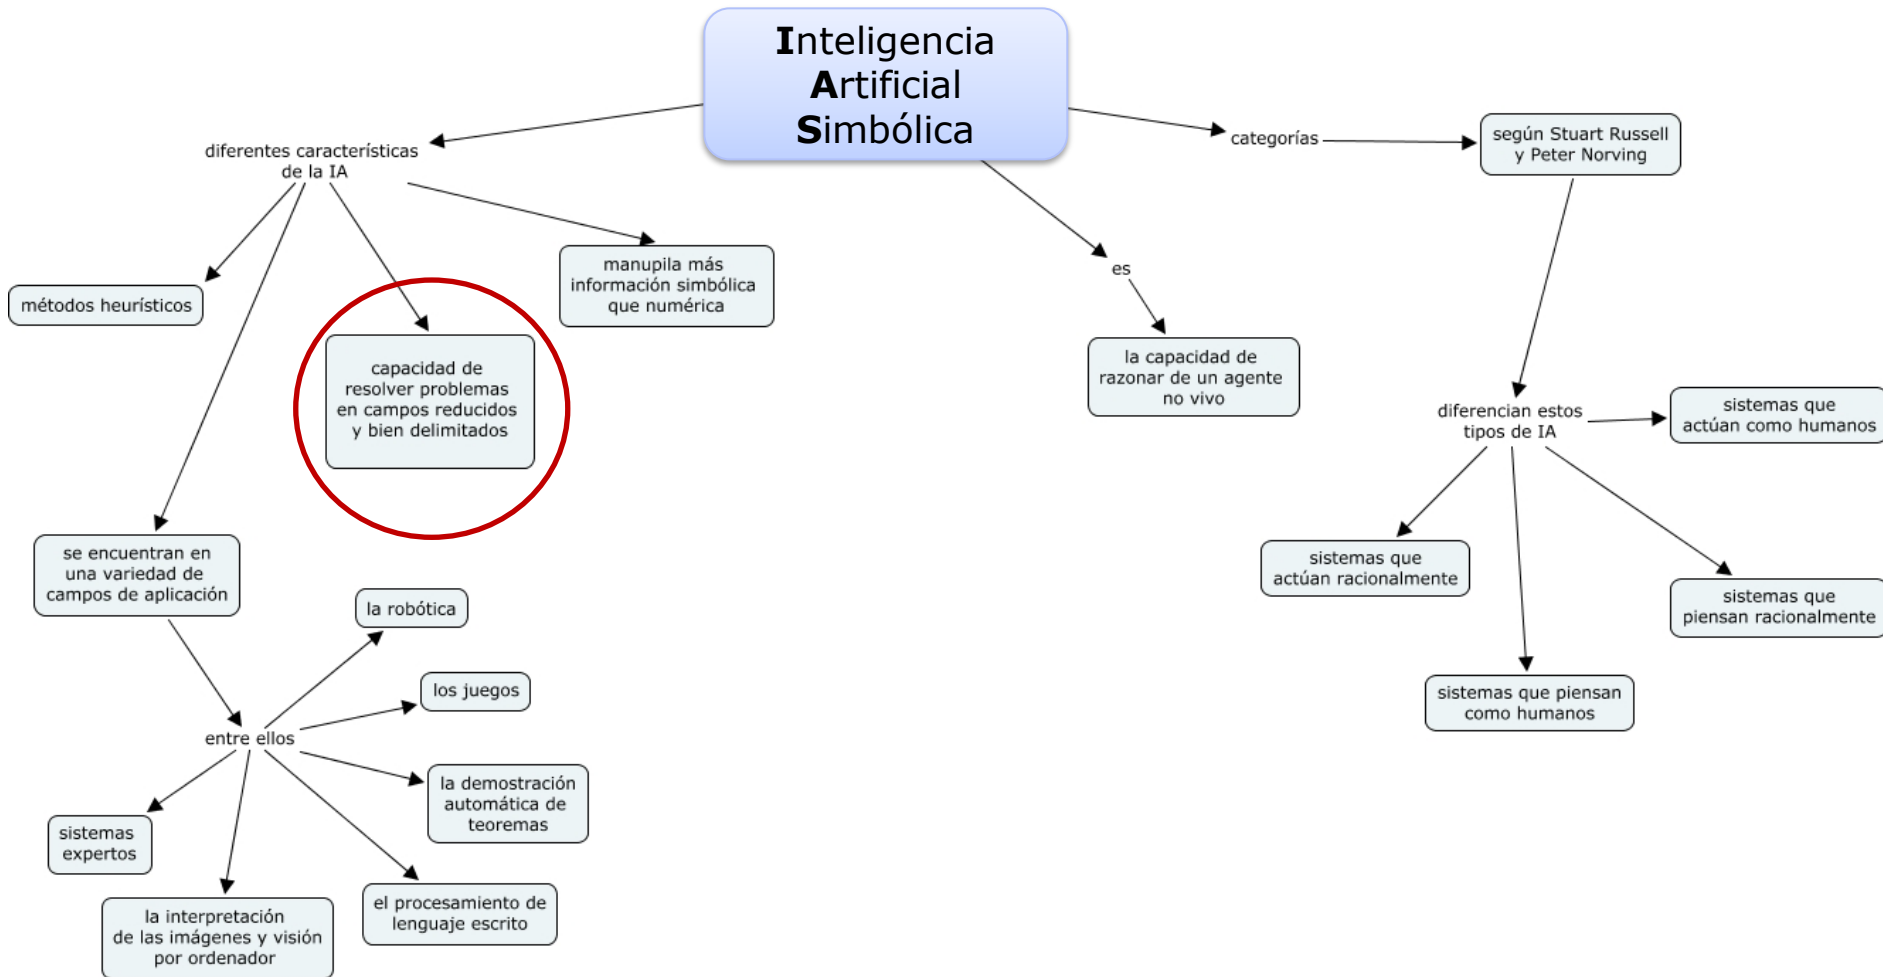 Inteligencia
Artificial
Simbólica
diferentes características
de la IA
métodos heurísticos
capacidad de
resolver problemas
en campos reducidos
y bien delimitados
manupila más
información simbólica
que numérica
se encuentran en
una variedad de
campos de aplicación
entre ellos
la robótica
los juegos
la demostración
automática de
teoremas
el procesamiento de
lenguaje escrito
la interpretación
de las imágenes y visión
por ordenador
sistemas
expertos
es
la capacidad de
razonar de un agente
no vivo
categorías
según Stuart Russell
y Peter Norving
diferencian estos
tipos de IA
sistemas que
actúan como humanos
sistemas que
piensan racionalmente
sistemas que piensan
como humanos
sistemas que
actúan racionalmente